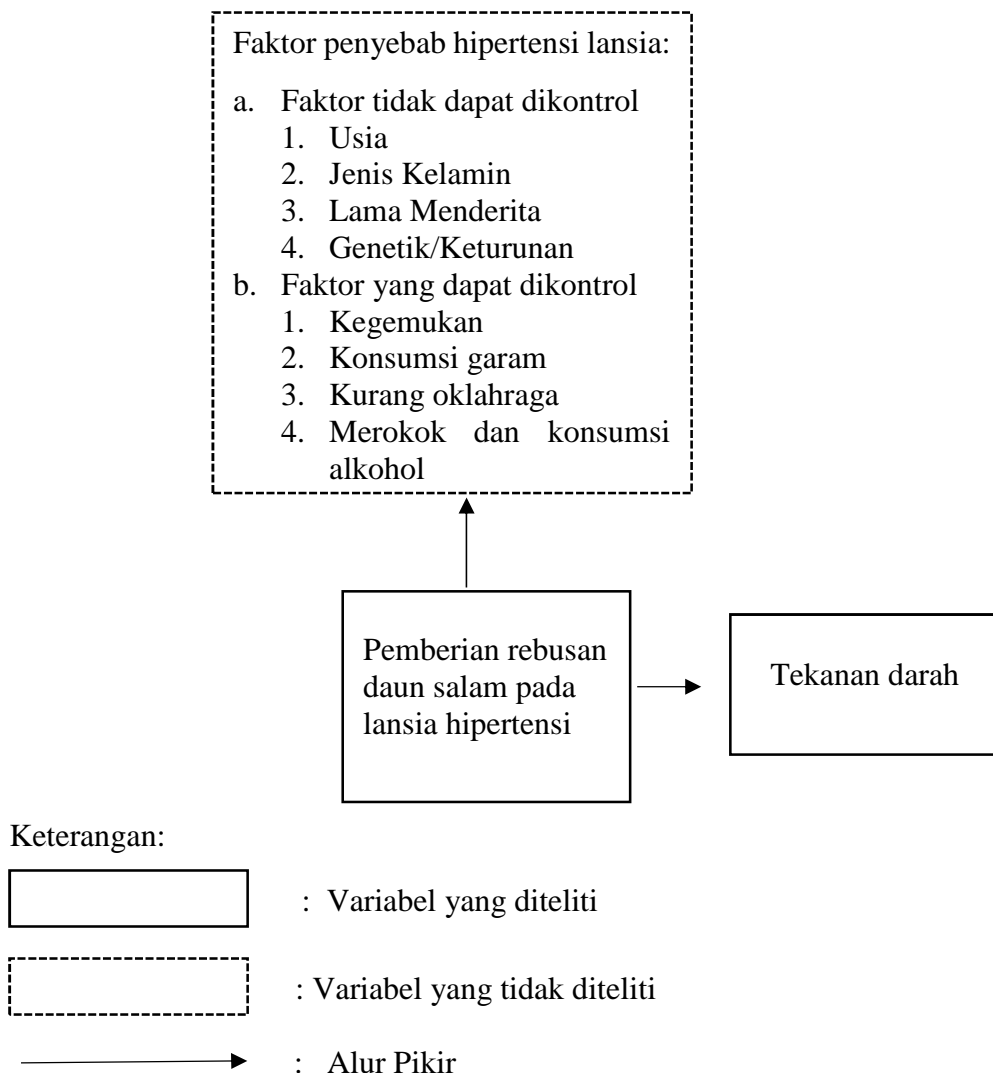 Faktor penyebab hipertensi lansia:
a. Faktor tidak dapat dikontrol
1. Usia
2. Jenis Kelamin
3. Lama Menderita
4. Genetik/Keturunan
b. Faktor yang dapat dikontrol
1. Kegemukan
2. Konsumsi garam
3. Kurang oklahraga
4. Merokok dan konsumsi
alkohol
Pemberian rebusan
daun salam pada
lansia hipertensi
Tekanan darah
Keterangan:
: Variabel yang diteliti
: Variabel yang tidak diteliti
: Alur Pikir